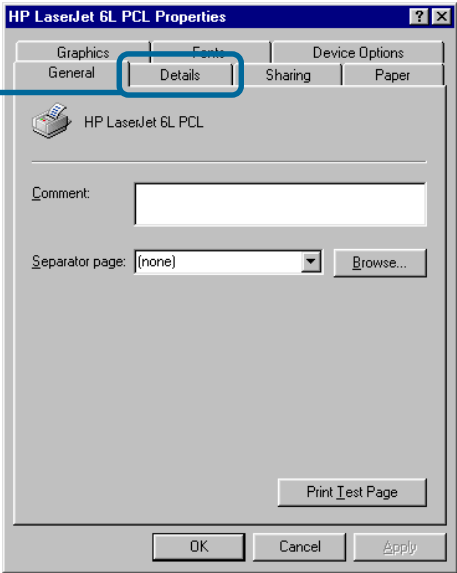 HP LaserJet 6L PCL Properties
Graphics Fonts Device Options
General Details Sharing Paper
HP LaserJet 6L PCL
Comment:
Separator page: (none) Browse...
Print Test Page
OK Cancel Apply